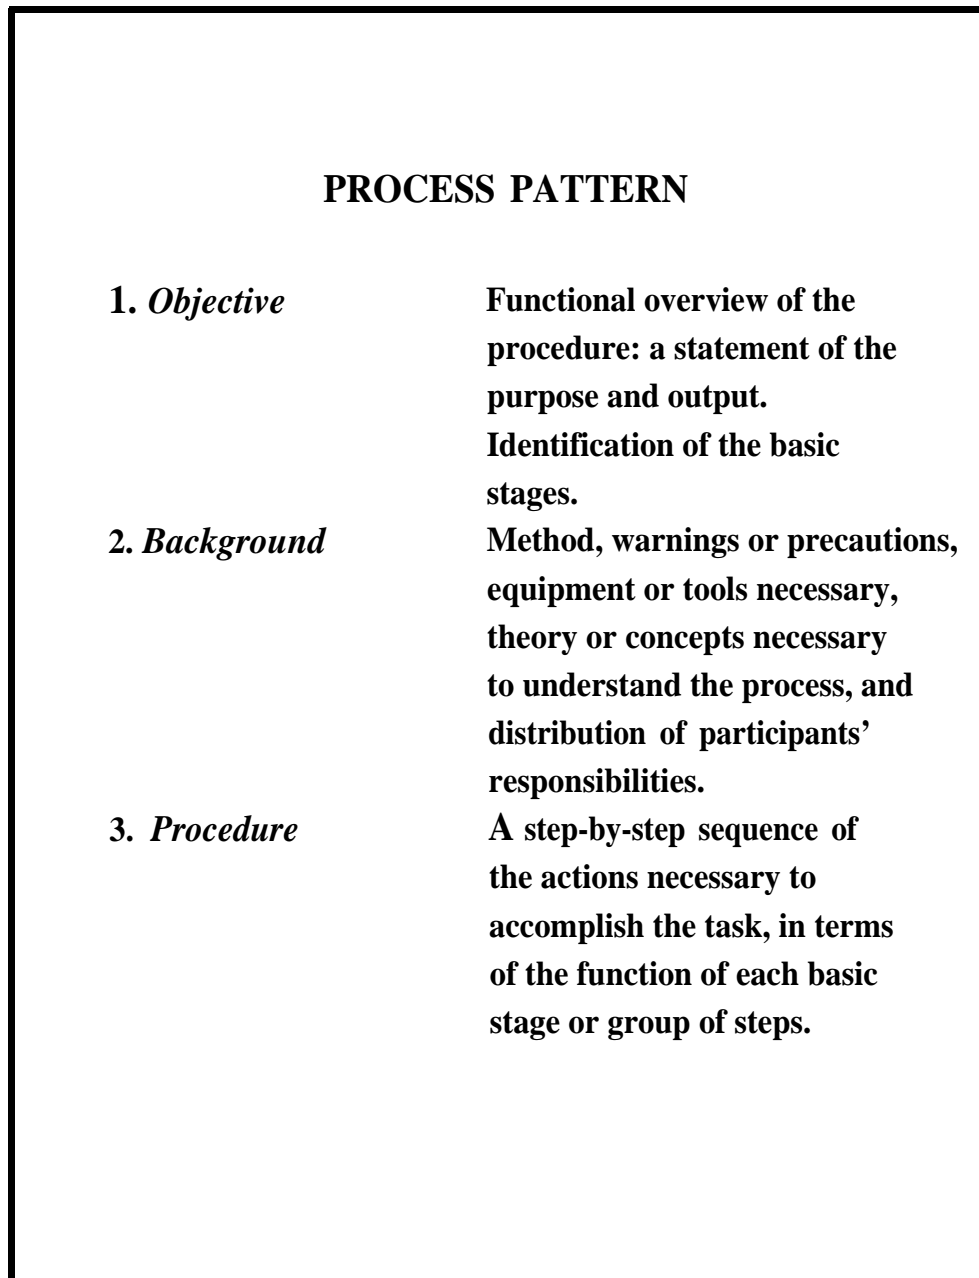 PROCESS PATTERN
1. Objective Functional overview of the
procedure: a statement of the
purpose and output.
Identification of the basic
stages.
2. Background Method, warnings or precautions,
equipment or tools necessary,
theory or concepts necessary
to understand the process, and
distribution of participants’
responsibilities.
3. Procedure A step-by-step sequence of
the actions necessary to
accomplish the task, in terms
of the function of each basic
stage or group of steps.